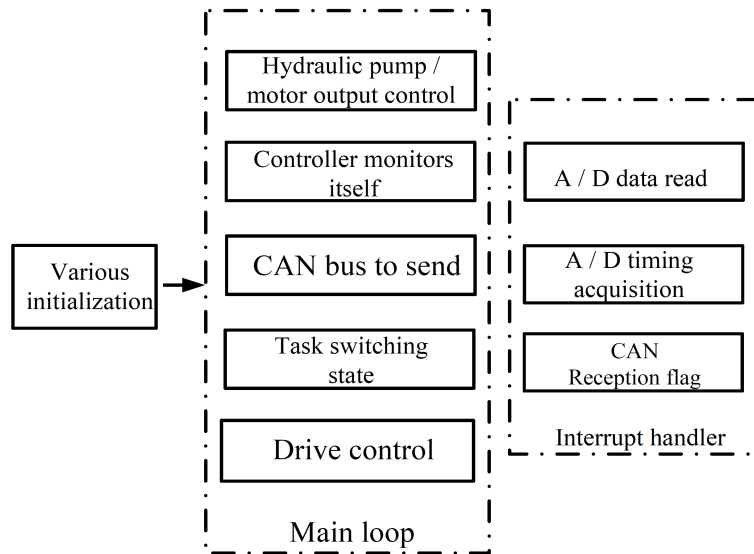 Various
initialization
Hydraulic pump /
motor output control
Controller monitors
itself
CAN bus to send
Task switching
state
Drive control
Main loop
A / D data read
A / D timing
acquisition
CAN
Reception flag
Interrupt handler